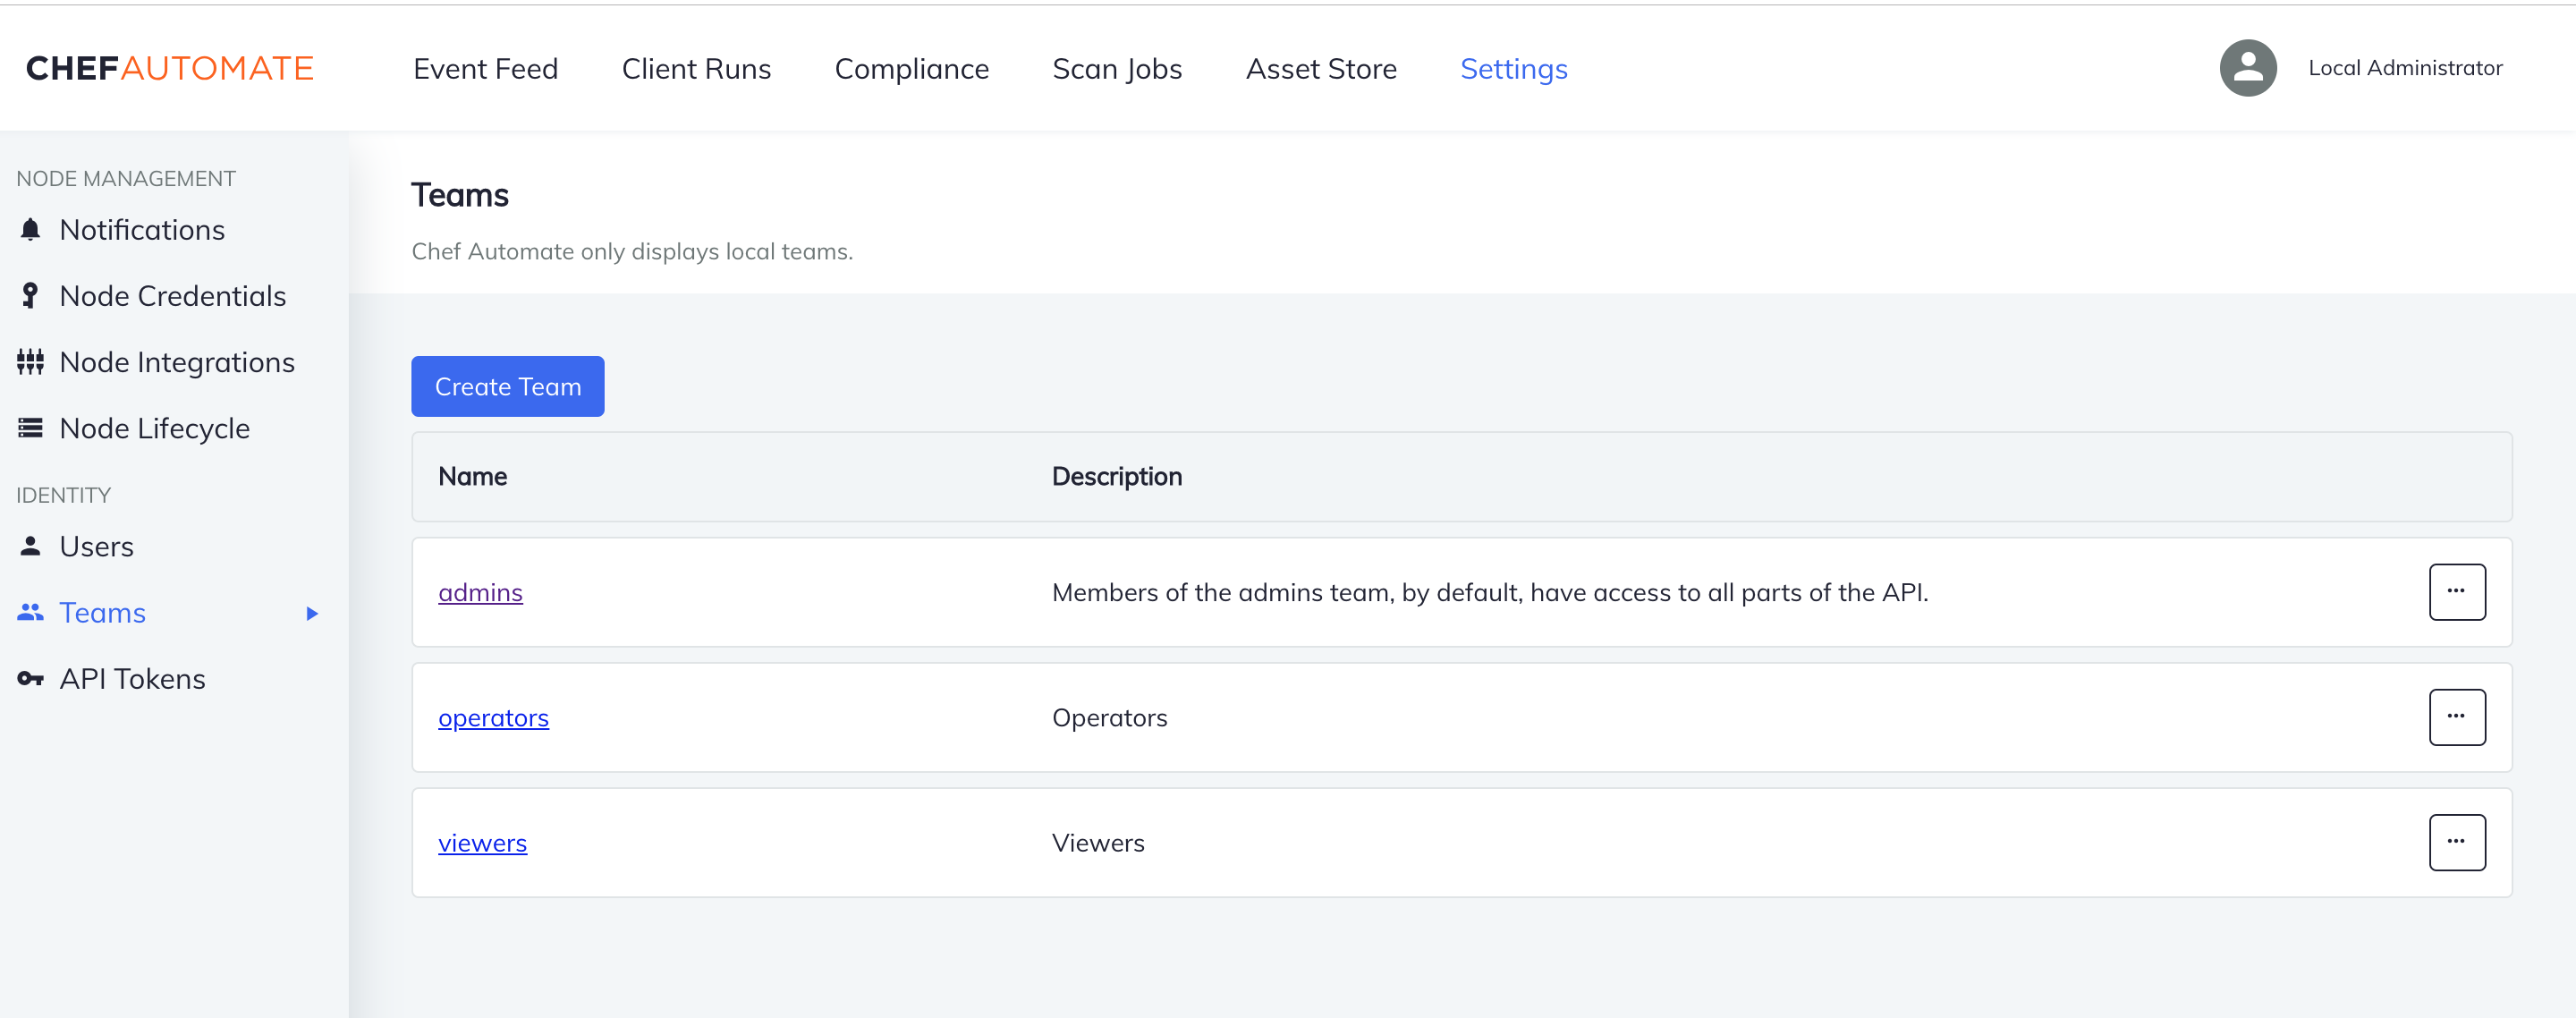 CHEFAUTOMATE Event Feed Client Runs Compliance Scan Jobs Asset Store Settings Local Administrator
NODE MANAGEMENT
Notifications
Node Credentials
Node Integrations
Node Lifecycle
IDENTITY
Users
Teams
API Tokens
Teams
Chef Automate only displays local teams.
Create Team
Name Description
admins Members of the admins team, by default, have access to all parts of the API.
operators Operators
viewers Viewers